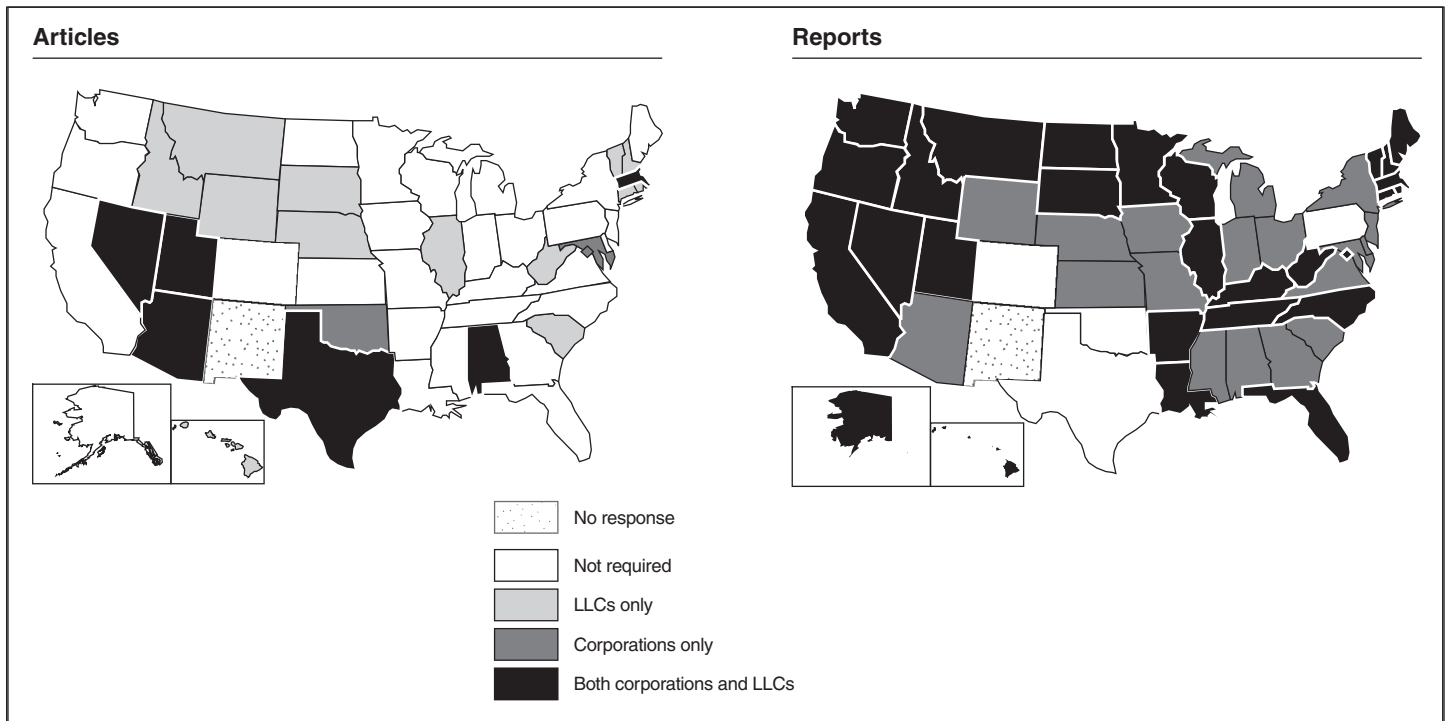 Articles
Reports
No response
Not required
LLCs only
Corporations only
Both corporations and LLCs